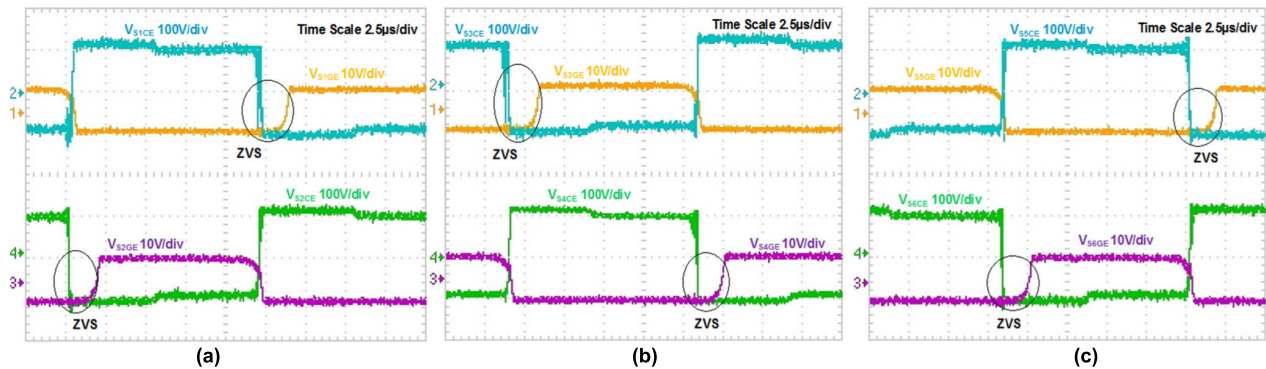 VS1CE 100V/div
Time Scale 2.5µs/div
VS1GE 10V/div
2
1
ZVS
VS2CE 100V/div
VS2GE 10V/div
4
3
ZVS
(a)
VS3CE 100V/div
Time Scale 2.5µs/div
VS3GE 10V/div
2
1
ZVS
VS4CE 100V/div
VS4GE 10V/div
4
3
ZVS
(b)
VS5CE 100V/div
Time Scale 2.5µs/div
VS5GE 10V/div
2
1
ZVS
VS6CE 100V/div
VS6GE 10V/div
4
3
ZVS
(c)